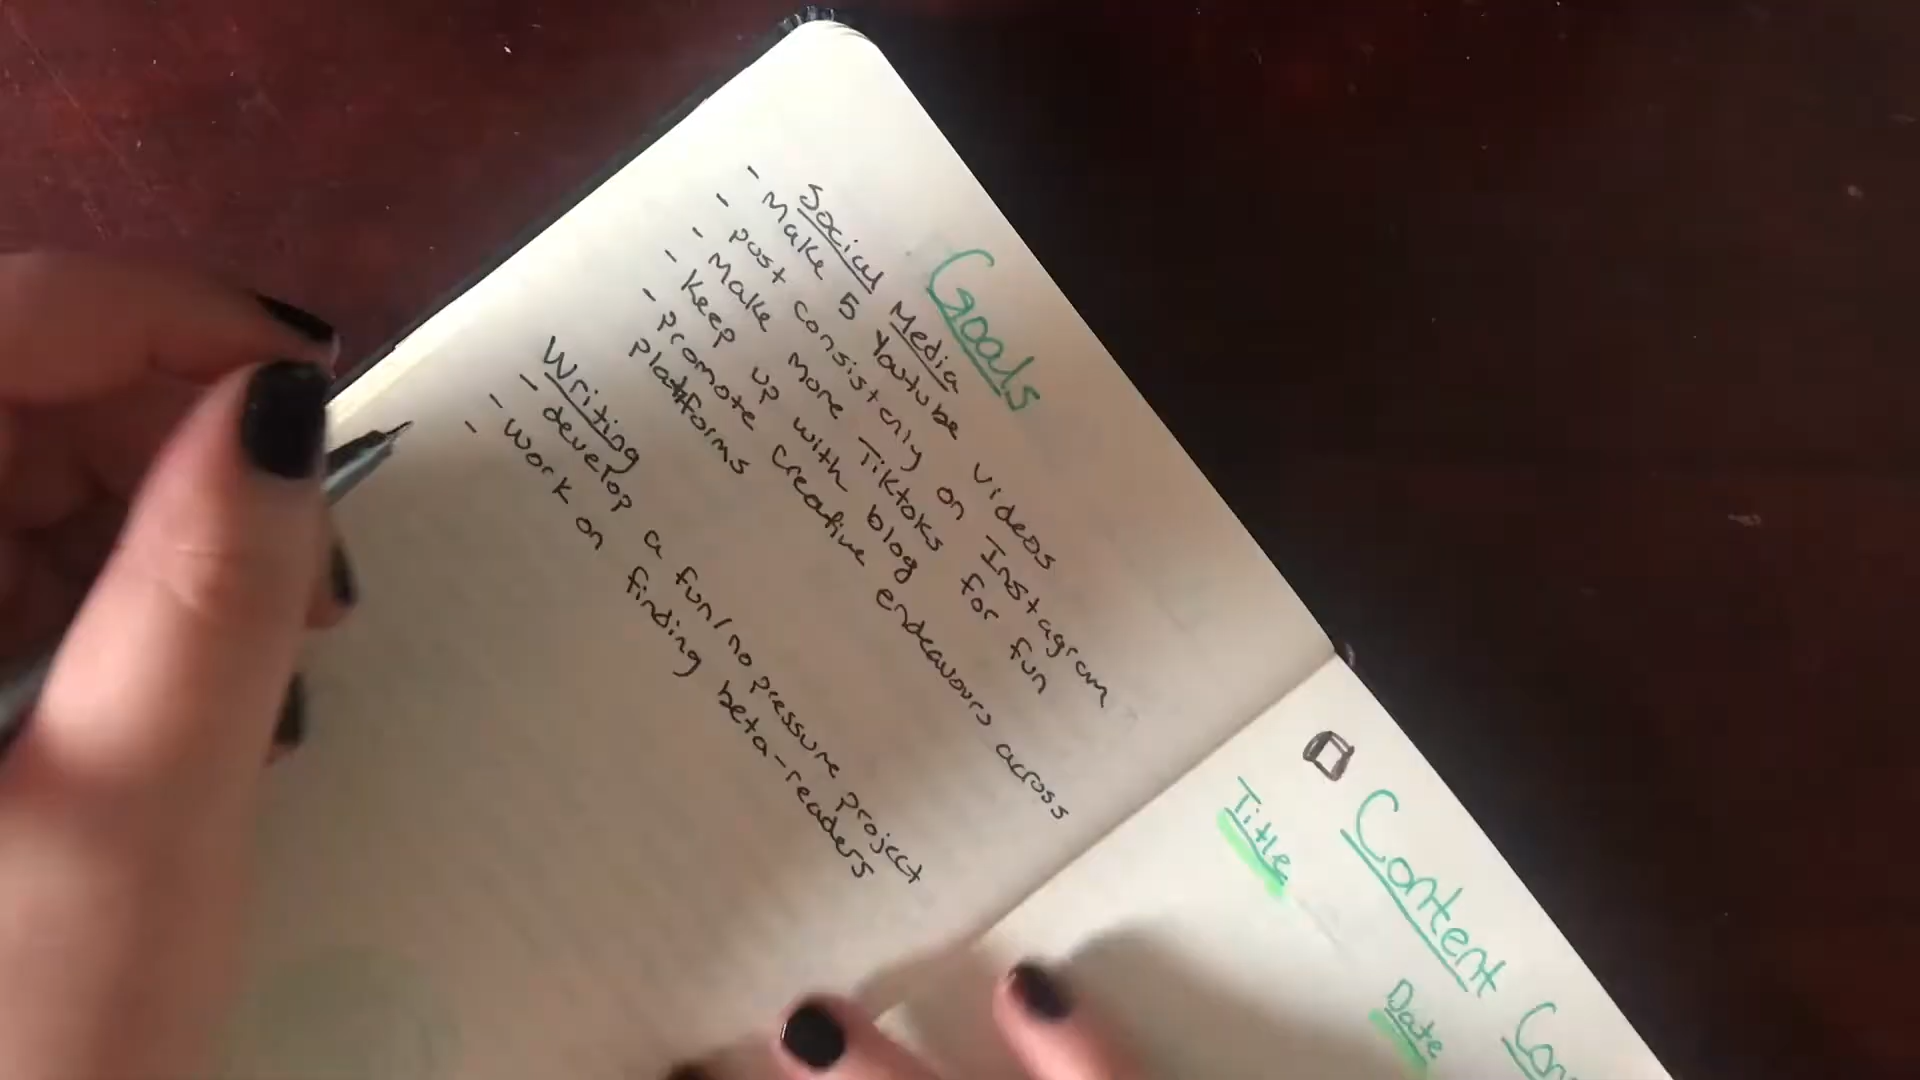 Goals
Social Media
- Make 5 Youtube videos
- post consistenly on Instagram
- Make more Tiktoks for fun
- Keep up with blog
- promote creative endeavours across
platforms
Writing
- develop a fun/no pressure project
- work on finding beta-readers
-
Content
Title
Date